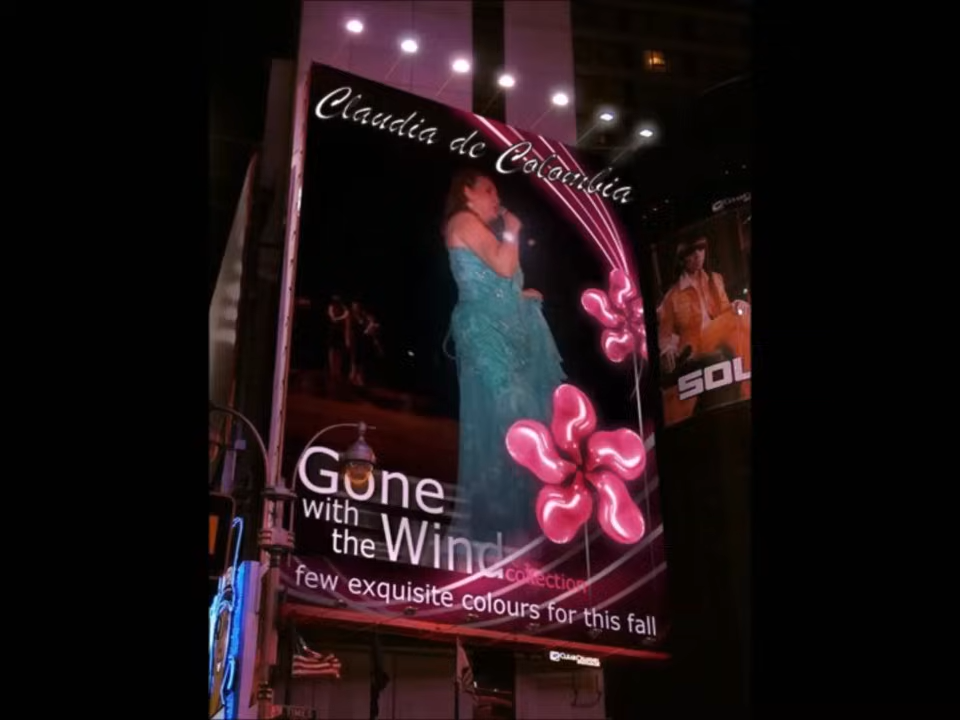 Claudia de Colombia
Gone
with
the Wind
collection
few exquisite colours for this fall
SOL